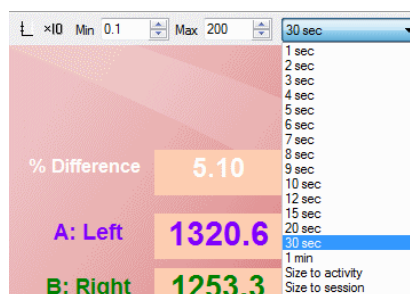 ×10 Min 0.1 Max 200 30 sec
1 sec
2 sec
3 sec
4 sec
5 sec
6 sec
7 sec
8 sec
9 sec
10 sec
12 sec
15 sec
20 sec
30 sec
1 min
Size to activity
Size to session
% Difference 5.10
A: Left 1320.6
B: Right 1253.3